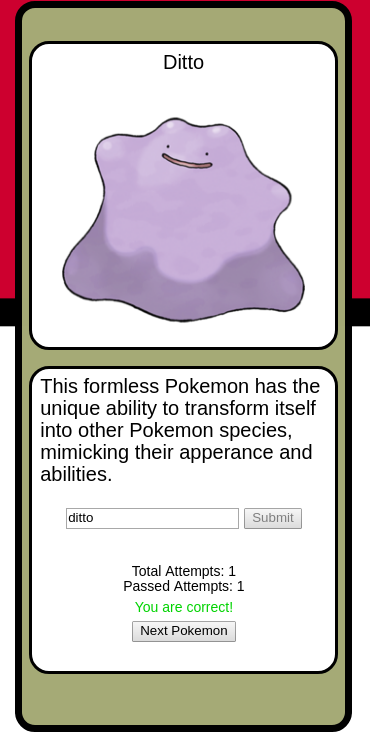 Ditto
This formless Pokemon has the
unique ability to transform itself
into other Pokemon species,
mimicking their apperance and
abilities.
ditto Submit
Total Attempts: 1
Passed Attempts: 1
You are correct!
Next Pokemon